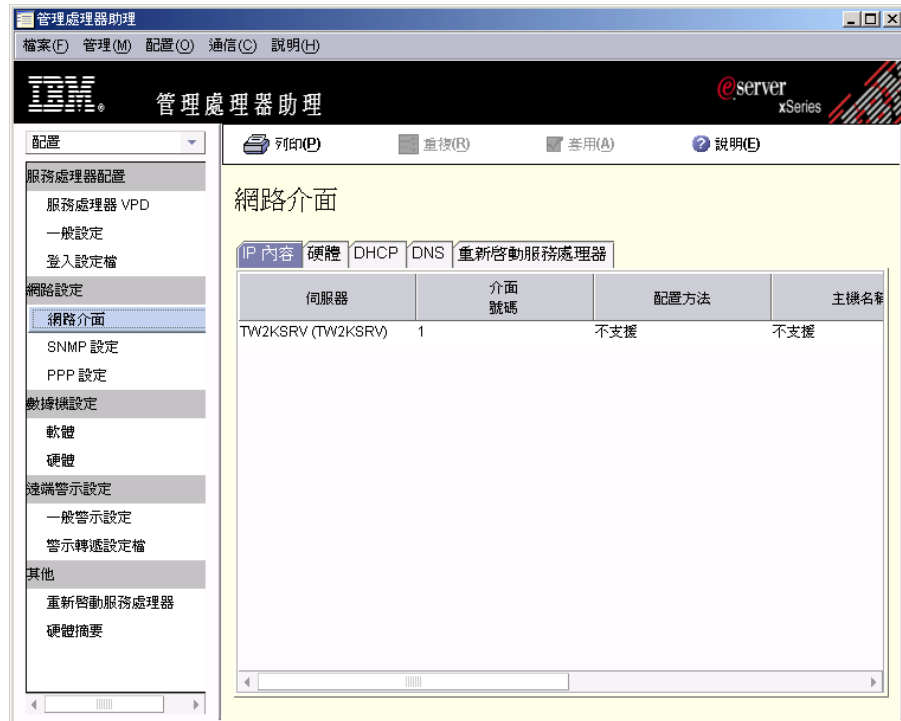 管理處理器助理
檔案(F) 管理(M) 配置(O) 通信(C) 說明(H)
IBM® 管理處理器助理
eserver
xSeries
配置
列印(P) 重複(R) 套用(A) 說明(E)
服務處理器配置
服務處理器 VPD
一般設定
登入設定檔
網路設定
網路介面
SNMP 設定
PPP 設定
數據機設定
軟體
硬體
遠端警示設定
一般警示設定
警示轉遞設定檔
其他
重新啓動服務處理器
硬體摘要
網路介面
IP 內容 硬體 DHCP DNS 重新啓動服務處理器
伺服器 介面號碼 配置方法 主機名稱
TW2KSRV (TW2KSRV) 1 不支援 不支援